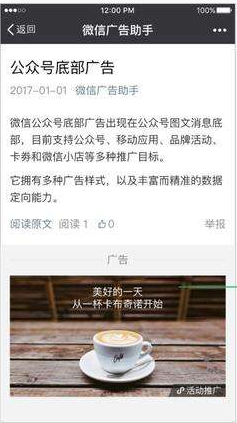 12:00 PM 100%
返回 微信广告助手
公众号底部广告
2017-01-01 微信广告助手
微信公众号底部广告出现在公众号图文消息底
部，目前支持公众号、移动应用、品牌活动、
卡劵和微信小店等多种推广目标。
它拥有多种广告样式，以及丰富而精准的数据
定向能力。
阅读原文 阅读 1 0 举报
广告
美好的一天
从一杯卡布奇诺开始
Café
活动推广